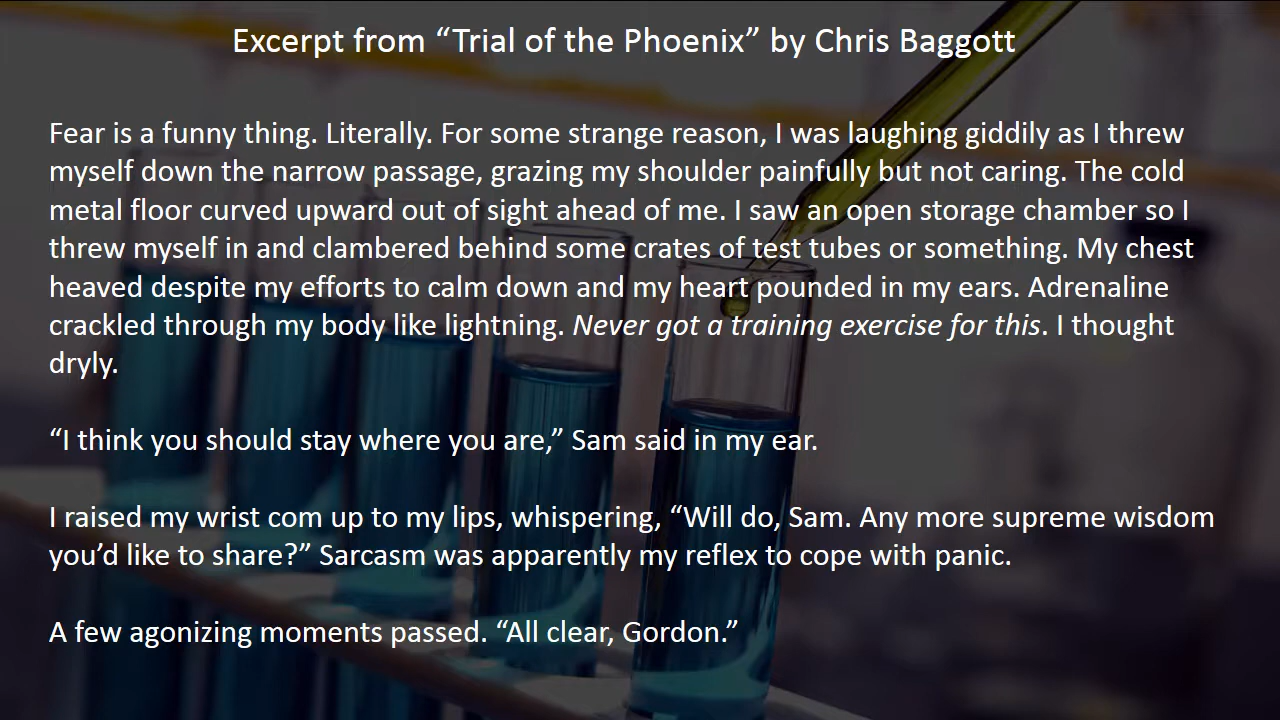 Excerpt from “Trial of the Phoenix” by Chris Baggott
Fear is a funny thing. Literally. For some strange reason, I was laughing giddily as I threw
myself down the narrow passage, grazing my shoulder painfully but not caring. The cold
metal floor curved upward out of sight ahead of me. I saw an open storage chamber so I
threw myself in and clambered behind some crates of test tubes or something. My chest
heaved despite my efforts to calm down and my heart pounded in my ears. Adrenaline
crackled through my body like lightning. Never got a training exercise for this. I thought
dryly.
“I think you should stay where you are,” Sam said in my ear.
I raised my wrist com up to my lips, whispering, “Will do, Sam. Any more supreme wisdom
you’d like to share?” Sarcasm was apparently my reflex to cope with panic.
A few agonizing moments passed. “All clear, Gordon.”